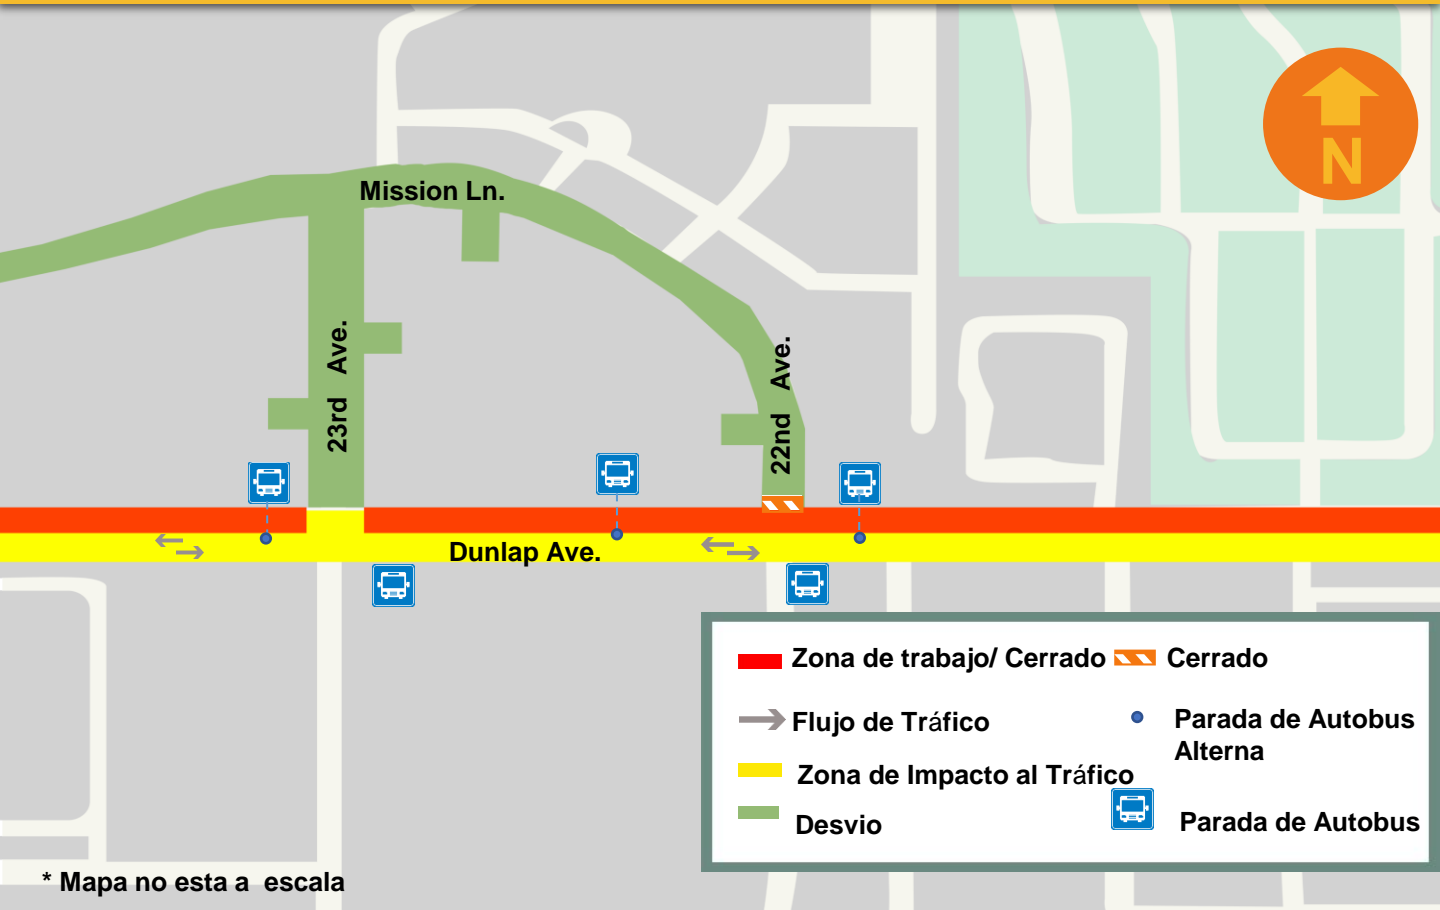 N
Mission Ln.
23rd Ave.
22nd Ave.
Dunlap Ave.
Zona de trabajo/ Cerrado
Cerrado
Flujo de Tráfico
Parada de Autobus
Alterna
Zona de Impacto al Tráfico
Desvio
Parada de Autobus
* Mapa no esta a escala